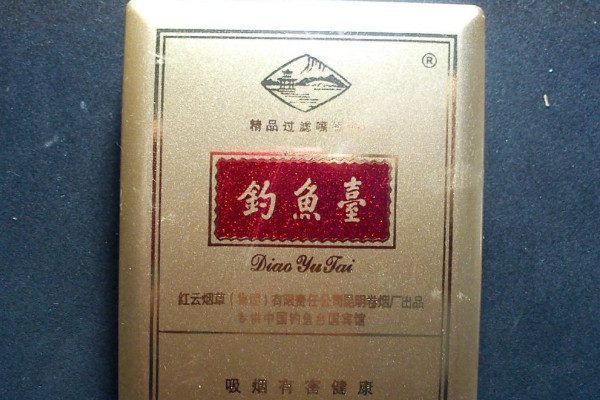 ®
精品过滤嘴香烟
釣魚臺
Diao Yu Tai
红云烟草(集团)有限责任公司昆明卷烟厂出品
专供中国钓鱼台国宾馆
吸烟有害健康